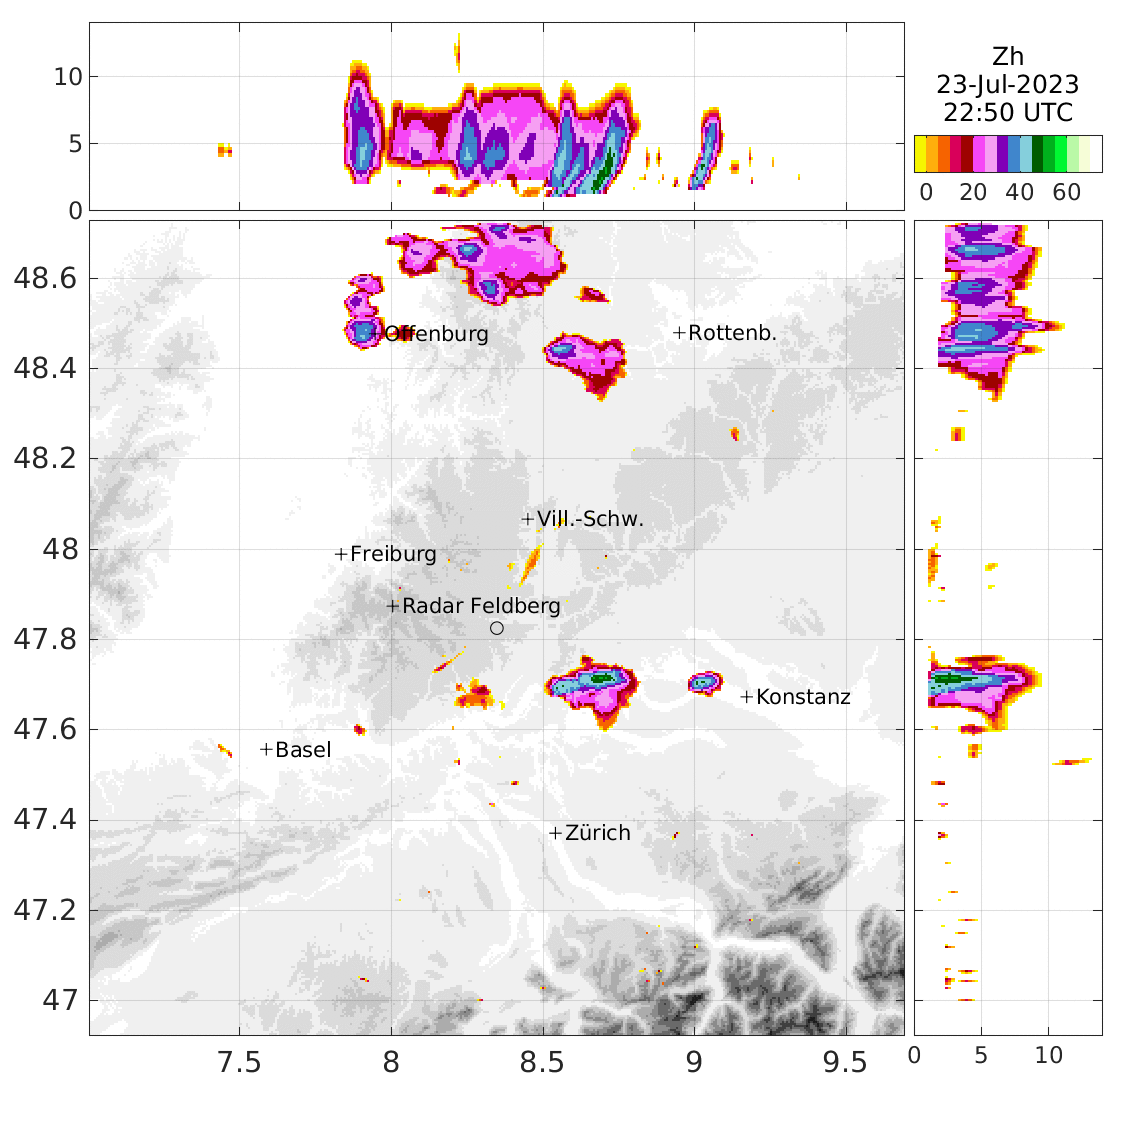 10
5
0
Zh
23-Jul-2023
22:50 UTC
0 20 40 60
48.6
48.4
48.2
48
47.8
47.6
47.4
47.2
47
Offenburg
+Rottenb.
+Vill.-Schw.
+Freiburg
+Radar Feldberg
+Konstanz
+Basel
+Zürich
7.5 8 8.5 9 9.5
0 5 10